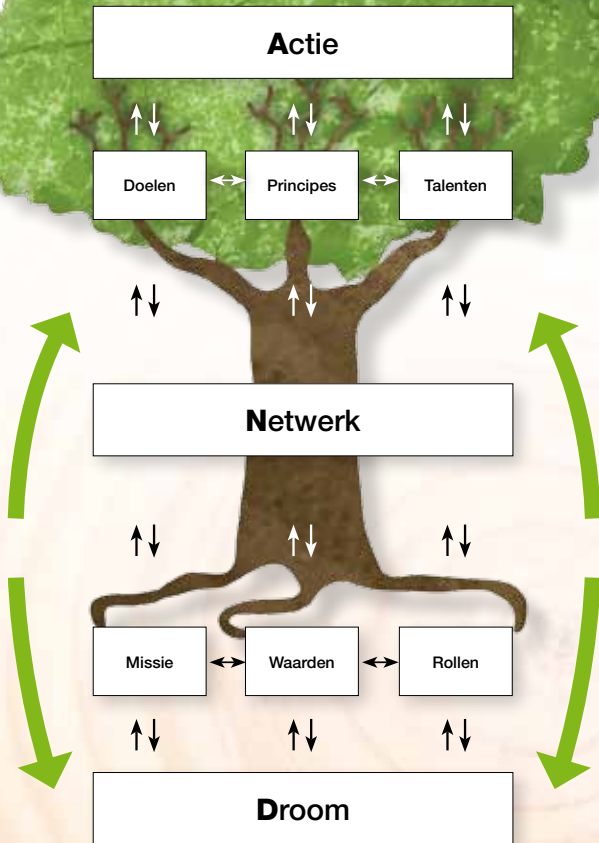 Actie
Doelen
Principes
Talenten
Netwerk
Missie
Waarden
Rollen
Droom